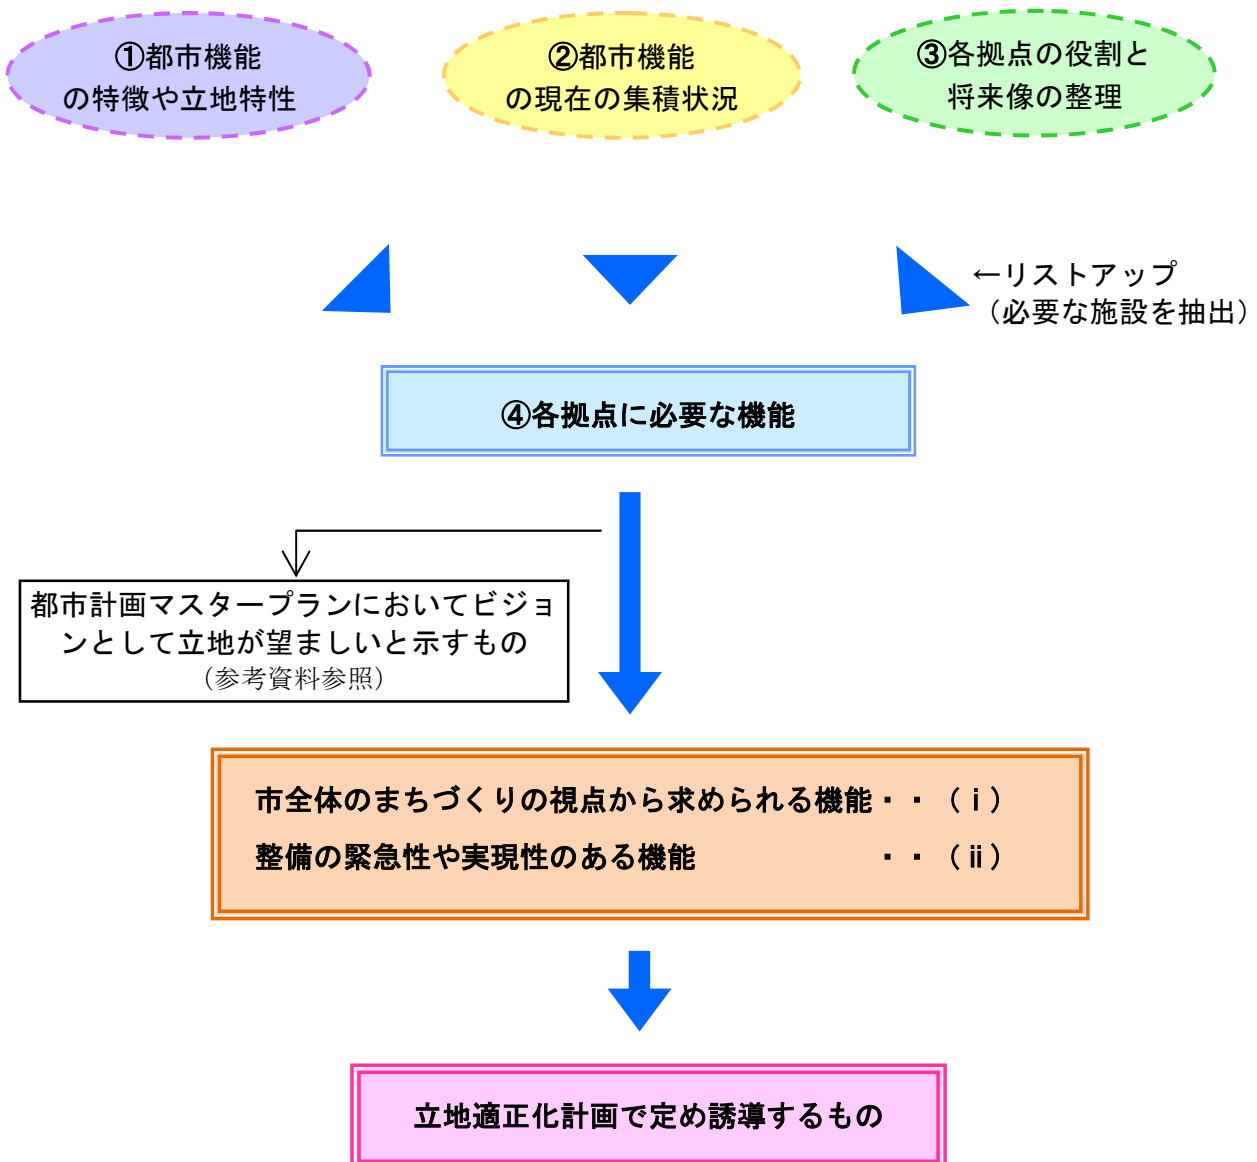 ①都市機能
の特徴や立地特性
②都市機能
の現在の集積状況
③各拠点の役割と
将来像の整理
←リストアップ
（必要な施設を抽出）
④各拠点に必要な機能
都市計画マスタープランにおいてビジョ
ンとして立地が望ましいと示すもの
（参考資料参照）
市全体のまちづくりの視点から求められる機能・・（ⅰ）
整備の緊急性や実現性のある機能　　　　　　・・（ⅱ）
立地適正化計画で定め誘導するもの